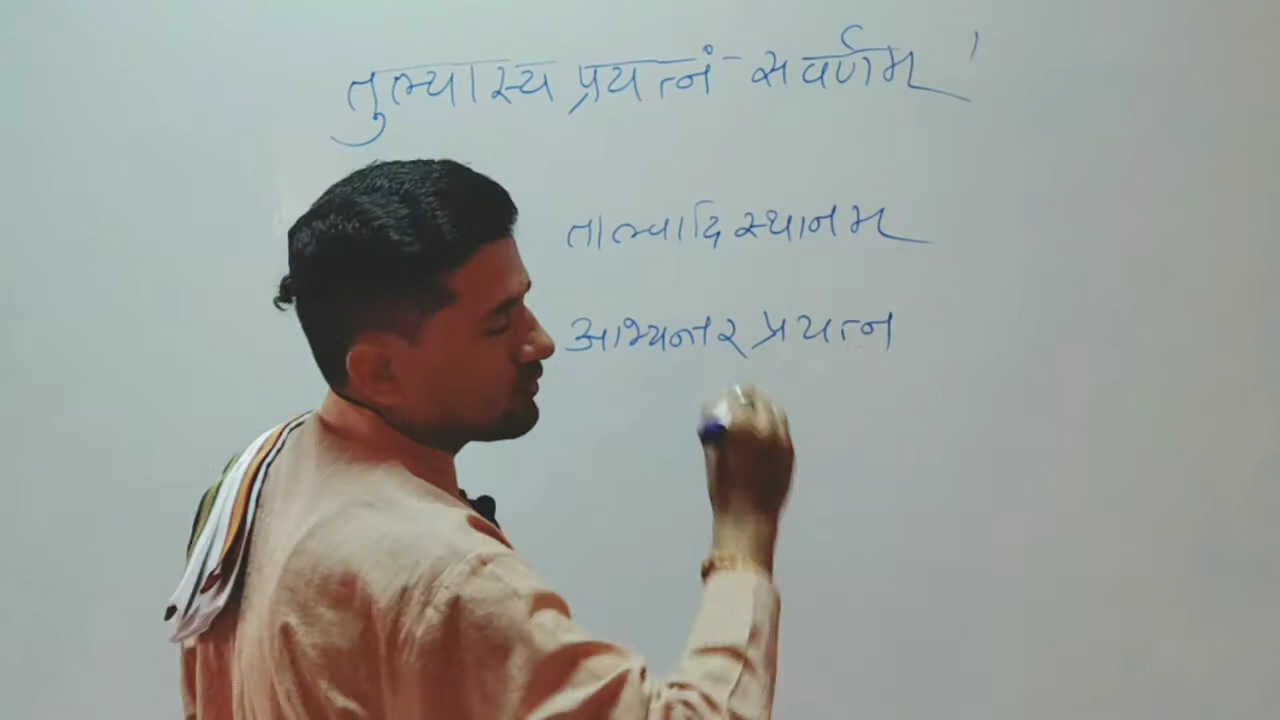 तुल्यास्य प्रयत्नं सवर्णम्
ताल्वादि स्थानम्
आभ्यन्तर प्रयत्न